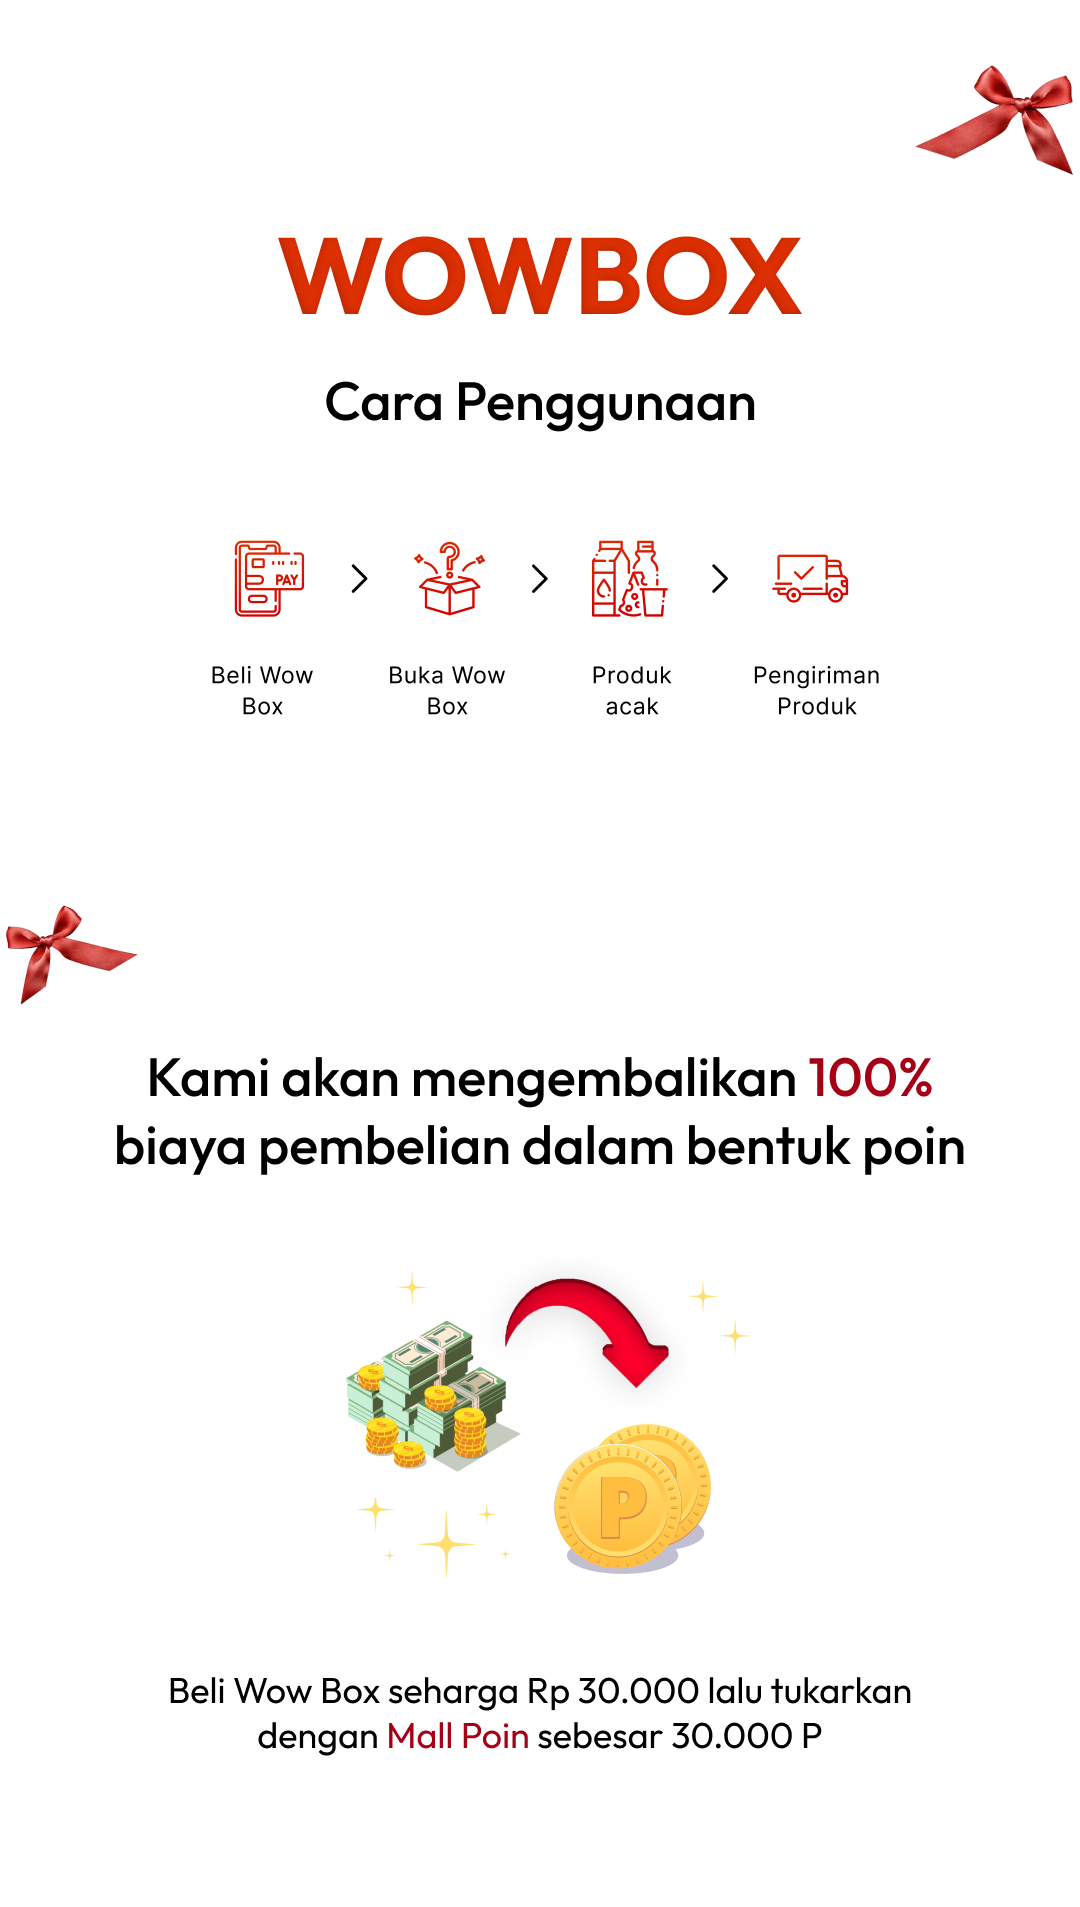 WOWBOX
Cara Penggunaan
PAY
Beli Wow
Box
Buka Wow
Box
Produk
acak
Pengiriman
Produk
Kami akan mengembalikan 100%
biaya pembelian dalam bentuk poin
P
Beli Wow Box seharga Rp 30.000 lalu tukarkan
dengan Mall Poin sebesar 30.000 P